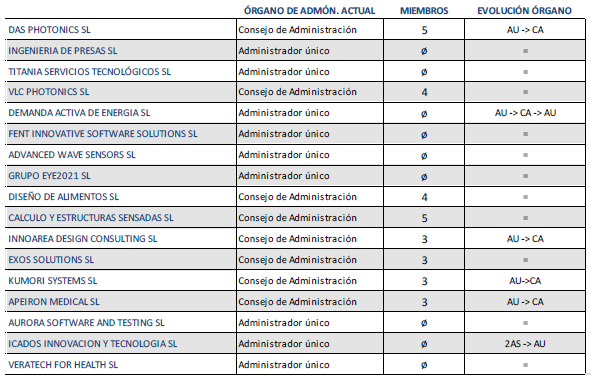 ÓRGANO DE ADMÓN. ACTUAL MIEMBROS EVOLUCIÓN ÓRGANO
DAS PHOTONICS SL Consejo de Administración 5 AU -> CA
INGENIERIA DE PRESAS SL Administrador único ø =
TITANIA SERVICIOS TECNOLÓGICOS SL Administrador único ø =
VLC PHOTONICS SL Consejo de Administración 4 =
DEMANDA ACTIVA DE ENERGIA SL Administrador único ø AU -> CA -> AU
FENT INNOVATIVE SOFTWARE SOLUTIONS SL Administrador único ø =
ADVANCED WAVE SENSORS SL Administrador único ø =
GRUPO EYE2021 SL Administrador único ø =
DISEÑO DE ALIMENTOS SL Consejo de Administración 4 =
CALCULO Y ESTRUCTURAS SENSADAS SL Consejo de Administración 5 =
INNOAREA DESIGN CONSULTING SL Consejo de Administración 3 AU -> CA
EXOS SOLUTIONS SL Consejo de Administración 3 =
KUMORI SYSTEMS SL Consejo de Administración 3 AU->CA
APEIRON MEDICAL SL Consejo de Administración 3 AU -> CA
AURORA SOFTWARE AND TESTING SL Administrador único ø =
ICADOS INNOVACION Y TECNOLOGIA SL Administrador único ø 2AS -> AU
VERATECH FOR HEALTH SL Administrador único ø =